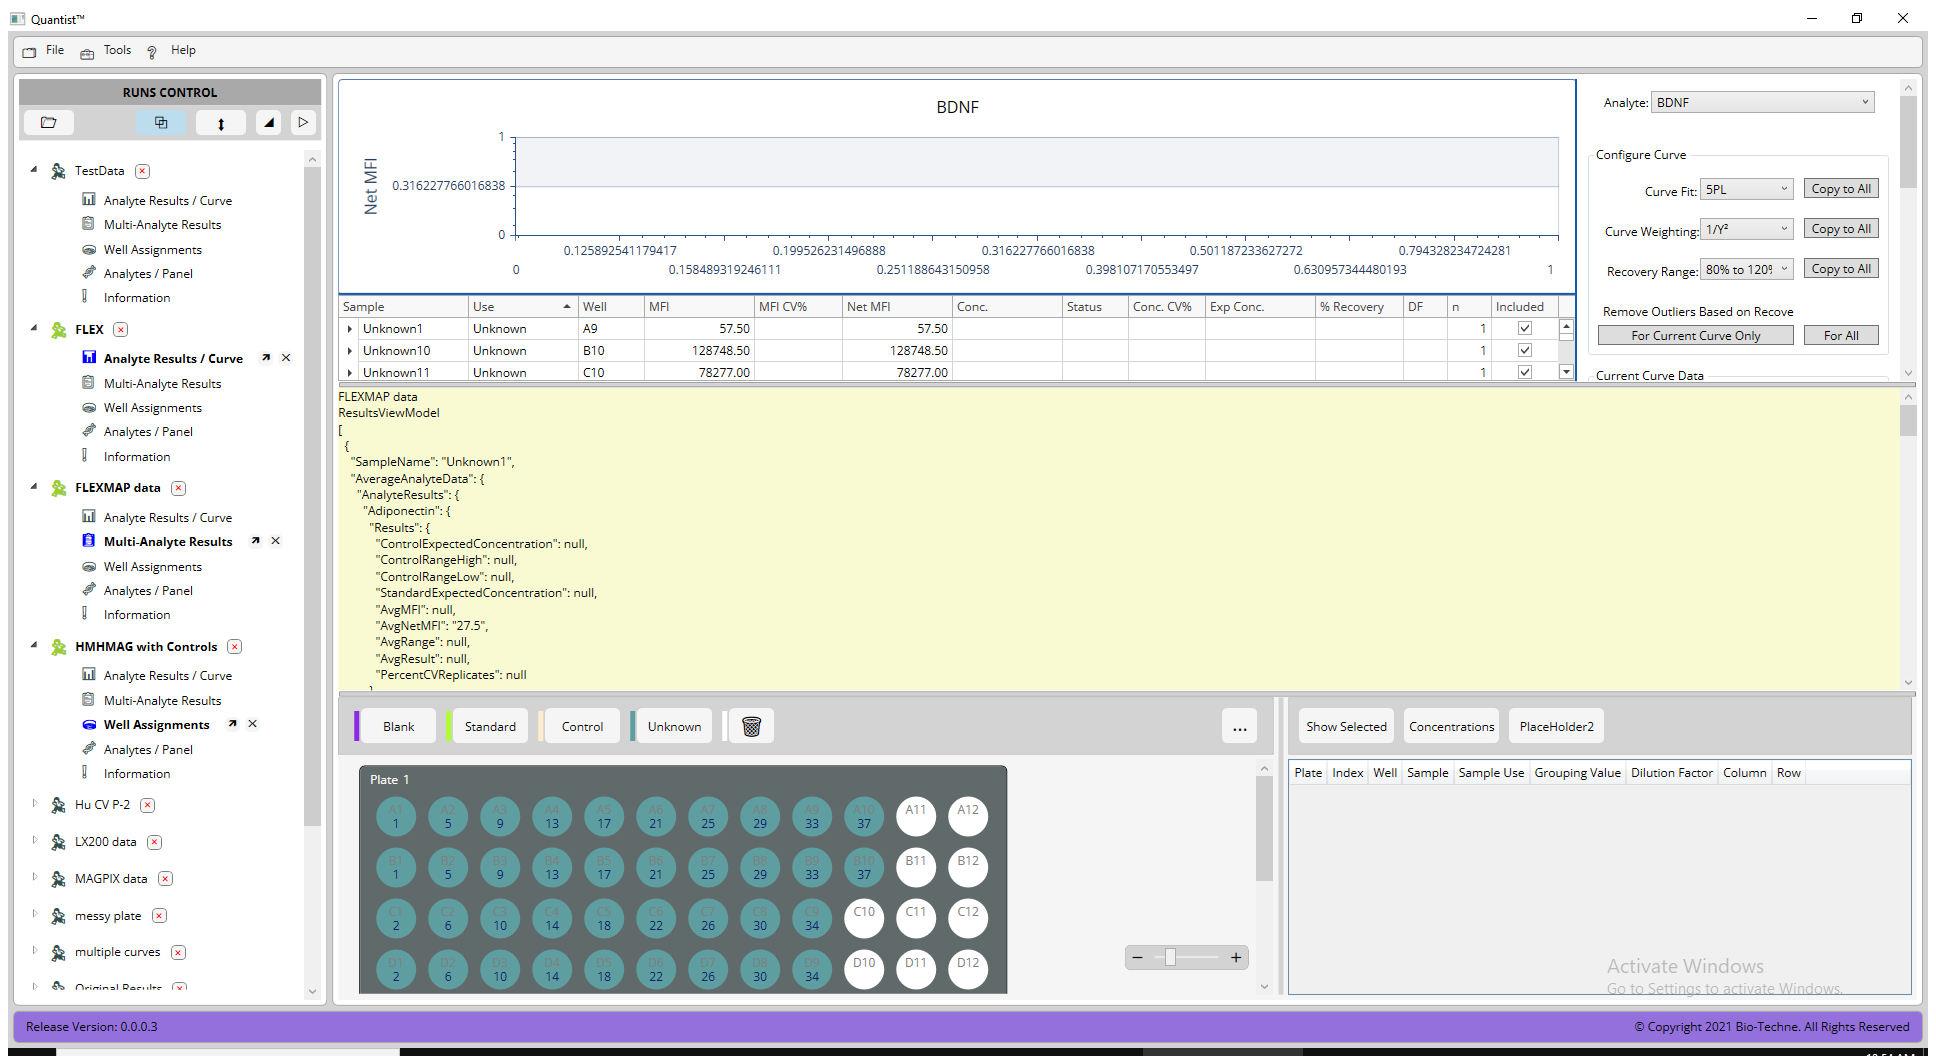 Quantist™
File Tools Help
RUNS CONTROL
TestData
Analyte Results / Curve
Multi-Analyte Results
Well Assignments
Analytes / Panel
Information
FLEX
Analyte Results / Curve
Multi-Analyte Results
Well Assignments
Analytes / Panel
Information
FLEXMAP data
Analyte Results / Curve
Multi-Analyte Results
Well Assignments
Analytes / Panel
Information
HMHMAG with Controls
Analyte Results / Curve
Multi-Analyte Results
Well Assignments
Analytes / Panel
Information
Hu CV P-2
LX200 data
MAGPIX data
messy plate
multiple curves
Original Results
BDNF
Net MFI
1
0.316227766016838
0
0.125892541179417 0.199526231496888 0.316227766016838 0.501187233627272 0.794328234724281
0 0.158489319246111 0.251188643150958 0.398107170553497 0.630957344480193 1
Sample Use Well MFI MFI CV% Net MFI Conc. Status Conc. CV% Exp Conc. % Recovery DF n Included
Unknown1 Unknown A9 57.50 57.50 1
Unknown10 Unknown B10 128748.50 128748.50 1
Unknown11 Unknown C10 78277.00 78277.00 1
Analyte: BDNF
Configure Curve
Curve Fit: 5PL Copy to All
Curve Weighting: 1/Y² Copy to All
Recovery Range: 80% to 120% Copy to All
Remove Outliers Based on Recove
For Current Curve Only For All
Current Curve Data
FLEXMAP data
ResultsViewModel
[
{
"SampleName": "Unknown1",
"AverageAnalyteData": {
"AnalyteResults": {
"Adiponectin": {
"Results": {
"ControlExpectedConcentration": null,
"ControlRangeHigh": null,
"ControlRangeLow": null,
"StandardExpectedConcentration": null,
"AvgMFI": null,
"AvgNetMFI": "27.5",
"AvgRange": null,
"AvgResult": null,
"PercentCVReplicates": null
}
Blank Standard Control Unknown ...
Plate 1
A1 A2 A3 A4 A5 A6 A7 A8 A9 A10 A11 A12
1 5 9 13 17 21 25 29 33 37
B1 B2 B3 B4 B5 B6 B7 B8 B9 B10 B11 B12
1 5 9 13 17 21 25 29 33 37
C1 C2 C3 C4 C5 C6 C7 C8 C9 C10 C11 C12
2 6 10 14 18 22 26 30 34
D1 D2 D3 D4 D5 D6 D7 D8 D9 D10 D11 D12
2 6 10 14 18 22 26 30 34
Show Selected Concentrations PlaceHolder2
Plate Index Well Sample Sample Use Grouping Value Dilution Factor Column Row
Activate Windows
Go to Settings to activate Windows.
Release Version: 0.0.0.3
© Copyright 2021 Bio-Techne. All Rights Reserved